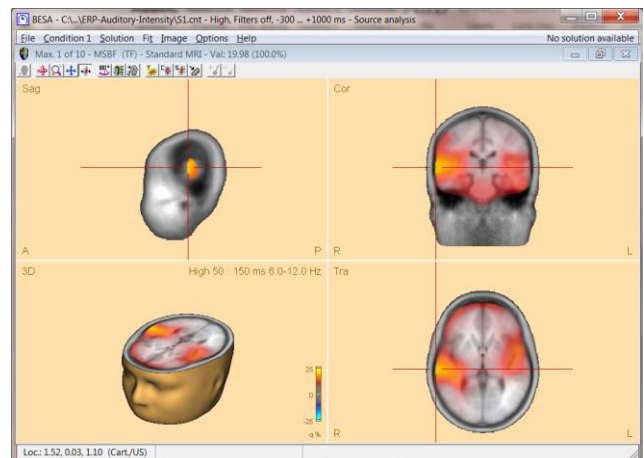 BESA - C:\...\ERP-Auditory-Intensity\S1.cnt - High, Filters off, -300 ... +1000 ms - Source analysis
File Condition 1 Solution Fit Image Options Help No solution available
Max. 1 of 10 - MSBF (TF) - Standard MRI - Val: 19.98 (100.0%)
Sag
Cor
A P
R L
3D High 50 : 150 ms 6.0-12.0 Hz
Tra
25
0
-25
q %
R L
Loc.: 1.52, 0.03, 1.10 (Cart./US)